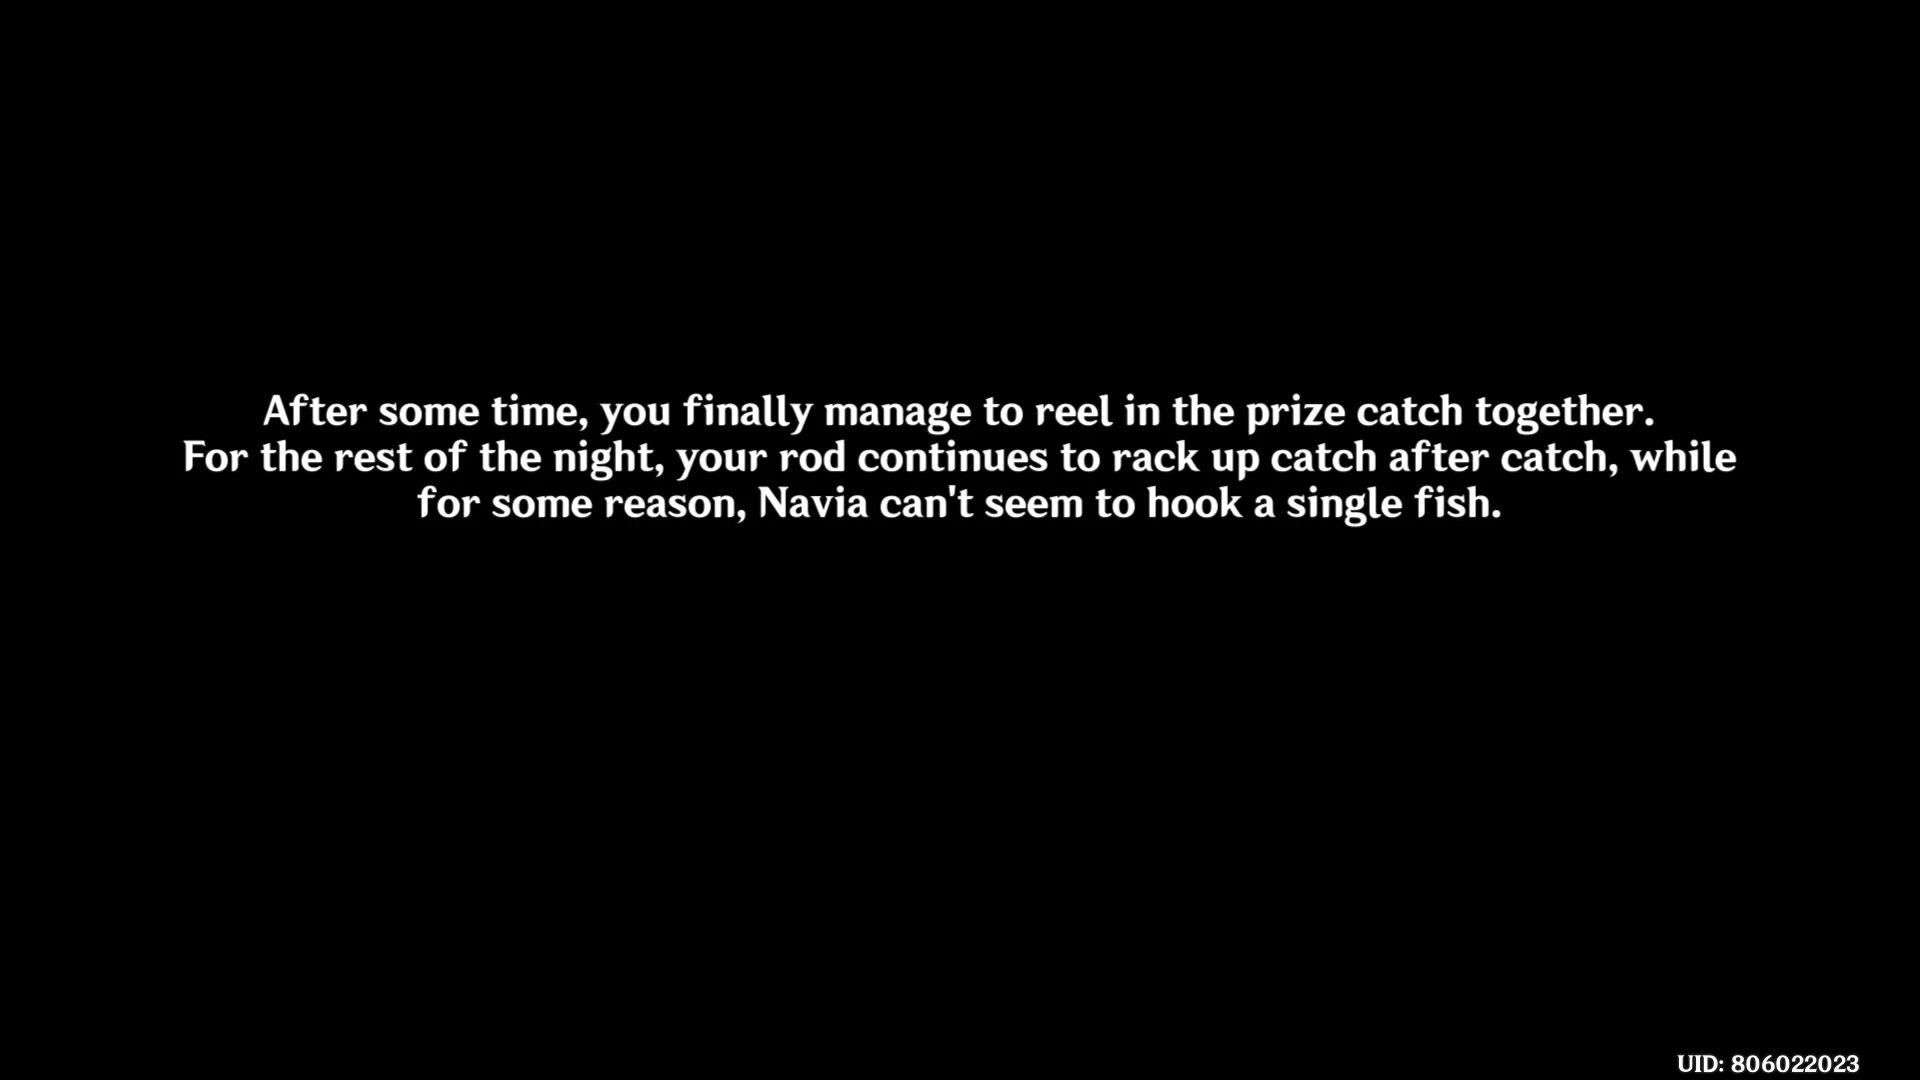 After some time, you finally manage to reel in the prize catch together.
For the rest of the night, your rod continues to rack up catch after catch, while
for some reason, Navia can't seem to hook a single fish.
UID: 806022023